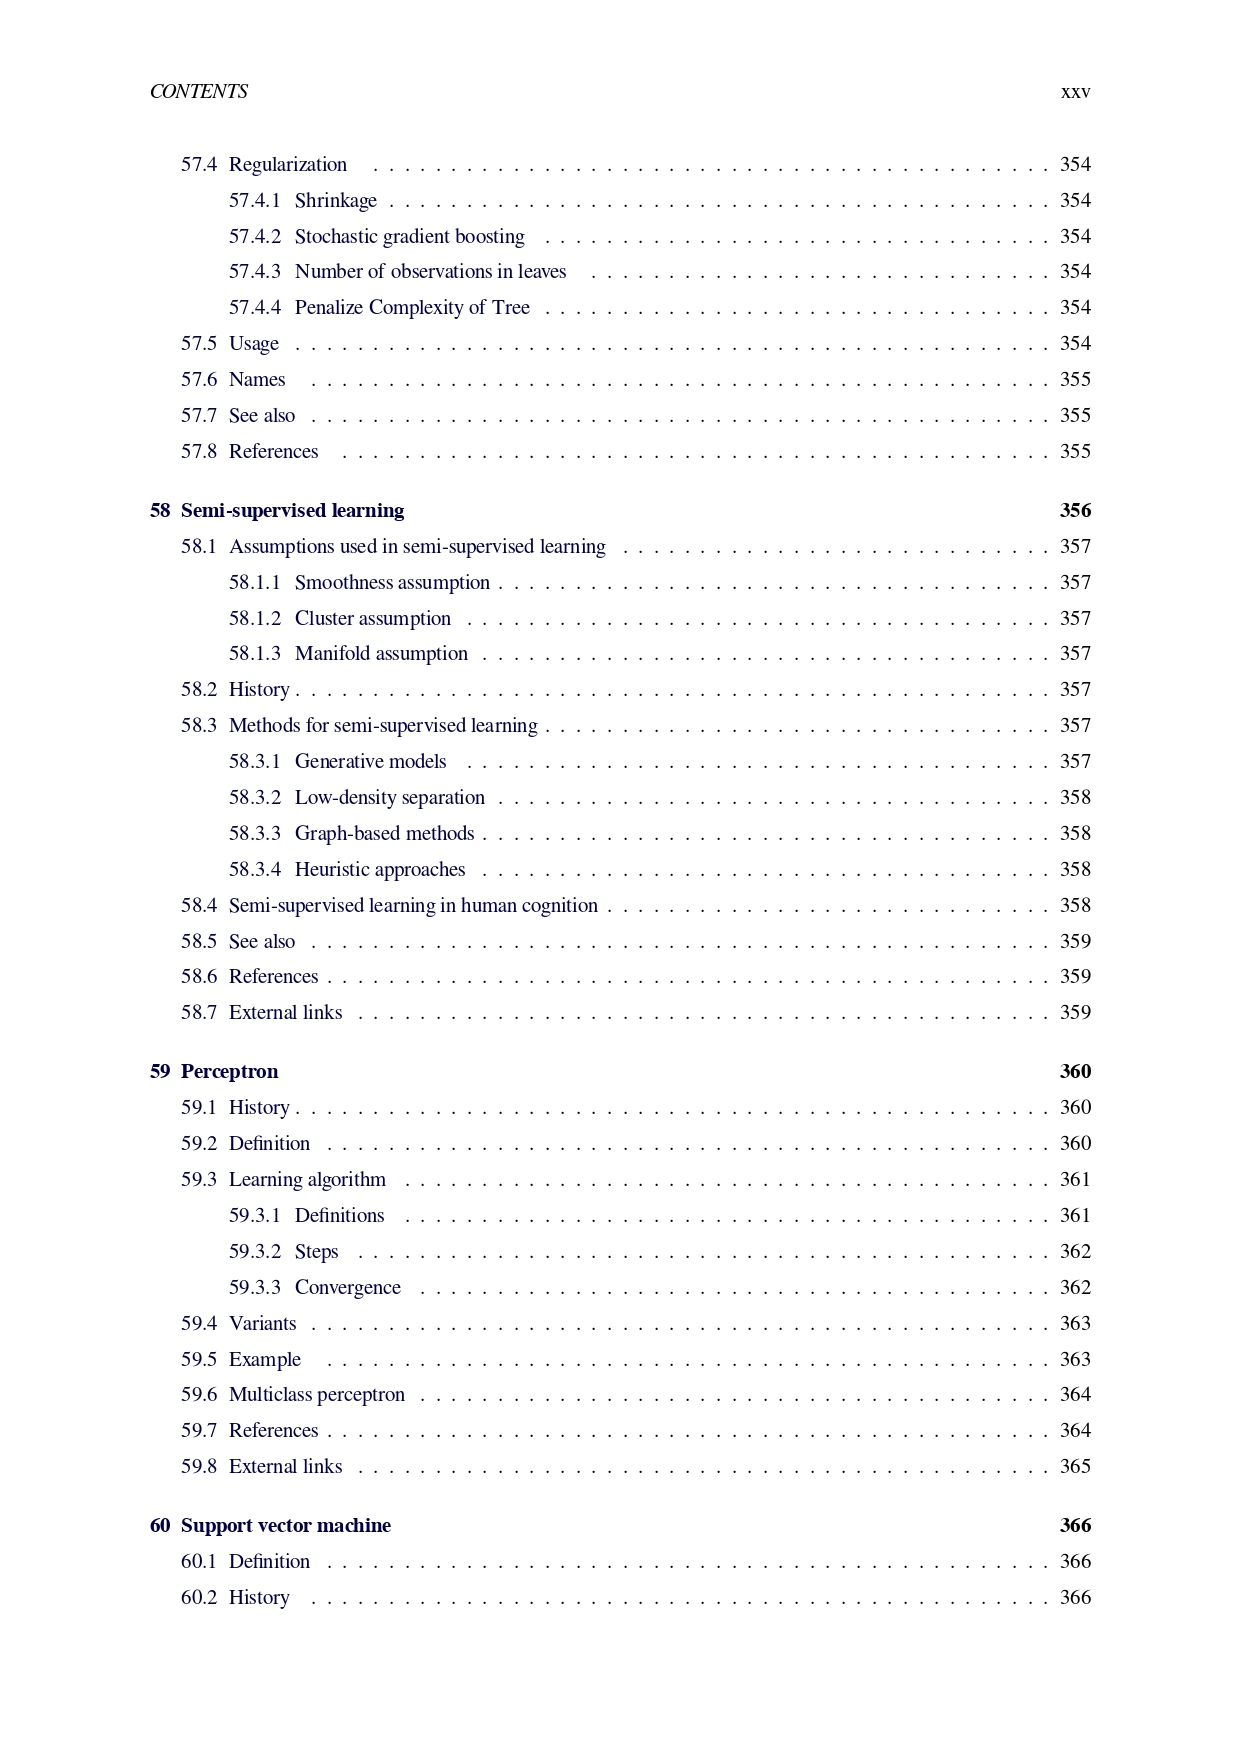 CONTENTS xxv
57.4 Regularization . . . . . . . . . . . . . . . . . . . . . . . . . . . . . . . . . . . . . . . . . . . . 354
57.4.1 Shrinkage . . . . . . . . . . . . . . . . . . . . . . . . . . . . . . . . . . . . . . . . . . . 354
57.4.2 Stochastic gradient boosting . . . . . . . . . . . . . . . . . . . . . . . . . . . . . . . . . 354
57.4.3 Number of observations in leaves . . . . . . . . . . . . . . . . . . . . . . . . . . . . . . 354
57.4.4 Penalize Complexity of Tree . . . . . . . . . . . . . . . . . . . . . . . . . . . . . . . . . 354
57.5 Usage . . . . . . . . . . . . . . . . . . . . . . . . . . . . . . . . . . . . . . . . . . . . . . . . . 354
57.6 Names . . . . . . . . . . . . . . . . . . . . . . . . . . . . . . . . . . . . . . . . . . . . . . . . 355
57.7 See also . . . . . . . . . . . . . . . . . . . . . . . . . . . . . . . . . . . . . . . . . . . . . . . . 355
57.8 References . . . . . . . . . . . . . . . . . . . . . . . . . . . . . . . . . . . . . . . . . . . . . . 355
58 Semi-supervised learning 356
58.1 Assumptions used in semi-supervised learning . . . . . . . . . . . . . . . . . . . . . . . . . . . . 357
58.1.1 Smoothness assumption . . . . . . . . . . . . . . . . . . . . . . . . . . . . . . . . . . . . 357
58.1.2 Cluster assumption . . . . . . . . . . . . . . . . . . . . . . . . . . . . . . . . . . . . . . 357
58.1.3 Manifold assumption . . . . . . . . . . . . . . . . . . . . . . . . . . . . . . . . . . . . . 357
58.2 History . . . . . . . . . . . . . . . . . . . . . . . . . . . . . . . . . . . . . . . . . . . . . . . . . 357
58.3 Methods for semi-supervised learning . . . . . . . . . . . . . . . . . . . . . . . . . . . . . . . . . 357
58.3.1 Generative models . . . . . . . . . . . . . . . . . . . . . . . . . . . . . . . . . . . . . . 357
58.3.2 Low-density separation . . . . . . . . . . . . . . . . . . . . . . . . . . . . . . . . . . . . 358
58.3.3 Graph-based methods . . . . . . . . . . . . . . . . . . . . . . . . . . . . . . . . . . . . . 358
58.3.4 Heuristic approaches . . . . . . . . . . . . . . . . . . . . . . . . . . . . . . . . . . . . . 358
58.4 Semi-supervised learning in human cognition . . . . . . . . . . . . . . . . . . . . . . . . . . . . . 358
58.5 See also . . . . . . . . . . . . . . . . . . . . . . . . . . . . . . . . . . . . . . . . . . . . . . . . 359
58.6 References . . . . . . . . . . . . . . . . . . . . . . . . . . . . . . . . . . . . . . . . . . . . . . . 359
58.7 External links . . . . . . . . . . . . . . . . . . . . . . . . . . . . . . . . . . . . . . . . . . . . . 359
59 Perceptron 360
59.1 History . . . . . . . . . . . . . . . . . . . . . . . . . . . . . . . . . . . . . . . . . . . . . . . . . 360
59.2 Definition . . . . . . . . . . . . . . . . . . . . . . . . . . . . . . . . . . . . . . . . . . . . . . . 360
59.3 Learning algorithm . . . . . . . . . . . . . . . . . . . . . . . . . . . . . . . . . . . . . . . . . . 361
59.3.1 Definitions . . . . . . . . . . . . . . . . . . . . . . . . . . . . . . . . . . . . . . . . . . 361
59.3.2 Steps . . . . . . . . . . . . . . . . . . . . . . . . . . . . . . . . . . . . . . . . . . . . . 362
59.3.3 Convergence . . . . . . . . . . . . . . . . . . . . . . . . . . . . . . . . . . . . . . . . . 362
59.4 Variants . . . . . . . . . . . . . . . . . . . . . . . . . . . . . . . . . . . . . . . . . . . . . . . . 363
59.5 Example . . . . . . . . . . . . . . . . . . . . . . . . . . . . . . . . . . . . . . . . . . . . . . . 363
59.6 Multiclass perceptron . . . . . . . . . . . . . . . . . . . . . . . . . . . . . . . . . . . . . . . . . 364
59.7 References . . . . . . . . . . . . . . . . . . . . . . . . . . . . . . . . . . . . . . . . . . . . . . . 364
59.8 External links . . . . . . . . . . . . . . . . . . . . . . . . . . . . . . . . . . . . . . . . . . . . . 365
60 Support vector machine 366
60.1 Definition . . . . . . . . . . . . . . . . . . . . . . . . . . . . . . . . . . . . . . . . . . . . . . . 366
60.2 History . . . . . . . . . . . . . . . . . . . . . . . . . . . . . . . . . . . . . . . . . . . . . . . . 366